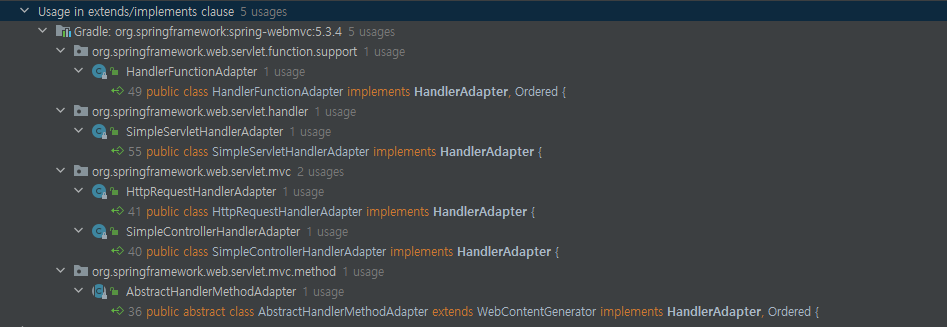 Usage in extends/implements clause 5 usages
Gradle: org.springframework:spring-webmvc:5.3.4 5 usages
org.springframework.web.servlet.function.support 1 usage
HandlerFunctionAdapter 1 usage
49 public class HandlerFunctionAdapter implements HandlerAdapter, Ordered {
org.springframework.web.servlet.handler 1 usage
SimpleServletHandlerAdapter 1 usage
55 public class SimpleServletHandlerAdapter implements HandlerAdapter {
org.springframework.web.servlet.mvc 2 usages
HttpRequestHandlerAdapter 1 usage
41 public class HttpRequestHandlerAdapter implements HandlerAdapter {
SimpleControllerHandlerAdapter 1 usage
40 public class SimpleControllerHandlerAdapter implements HandlerAdapter {
org.springframework.web.servlet.mvc.method 1 usage
AbstractHandlerMethodAdapter 1 usage
36 public abstract class AbstractHandlerMethodAdapter extends WebContentGenerator implements HandlerAdapter, Ordered {